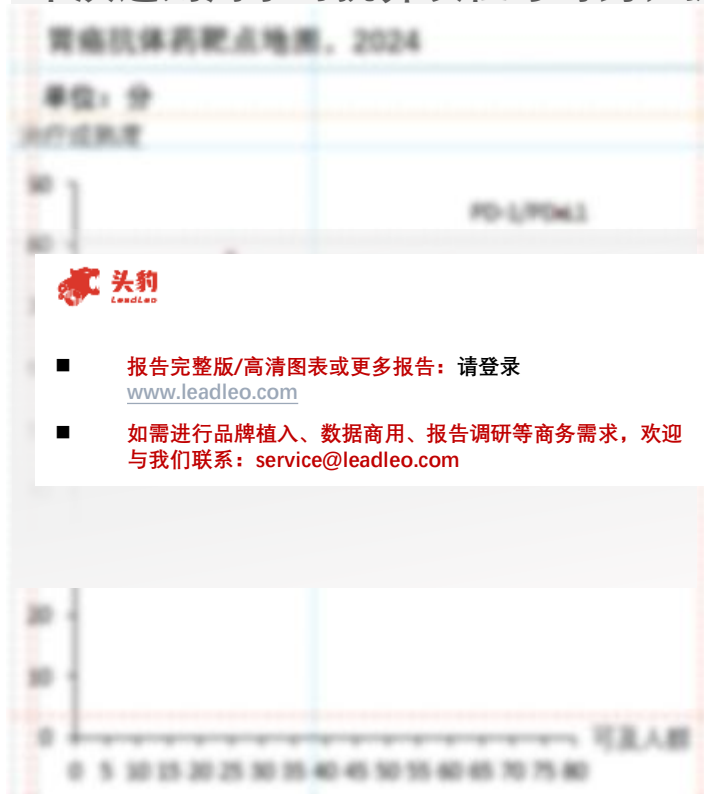 胃癌抗体药靶点地图，2024
单位：分
治疗成熟度
90
PD-1/PD-L1
头豹
LeadLeo
■ 报告完整版/高清图表或更多报告：请登录
www.leadleo.com
■ 如需进行品牌植入、数据商用、报告调研等商务需求，欢迎
与我们联系：service@leadleo.com
20
10
0
可及人群
0 5 10 15 20 25 30 35 40 45 50 55 60 65 70 75 80